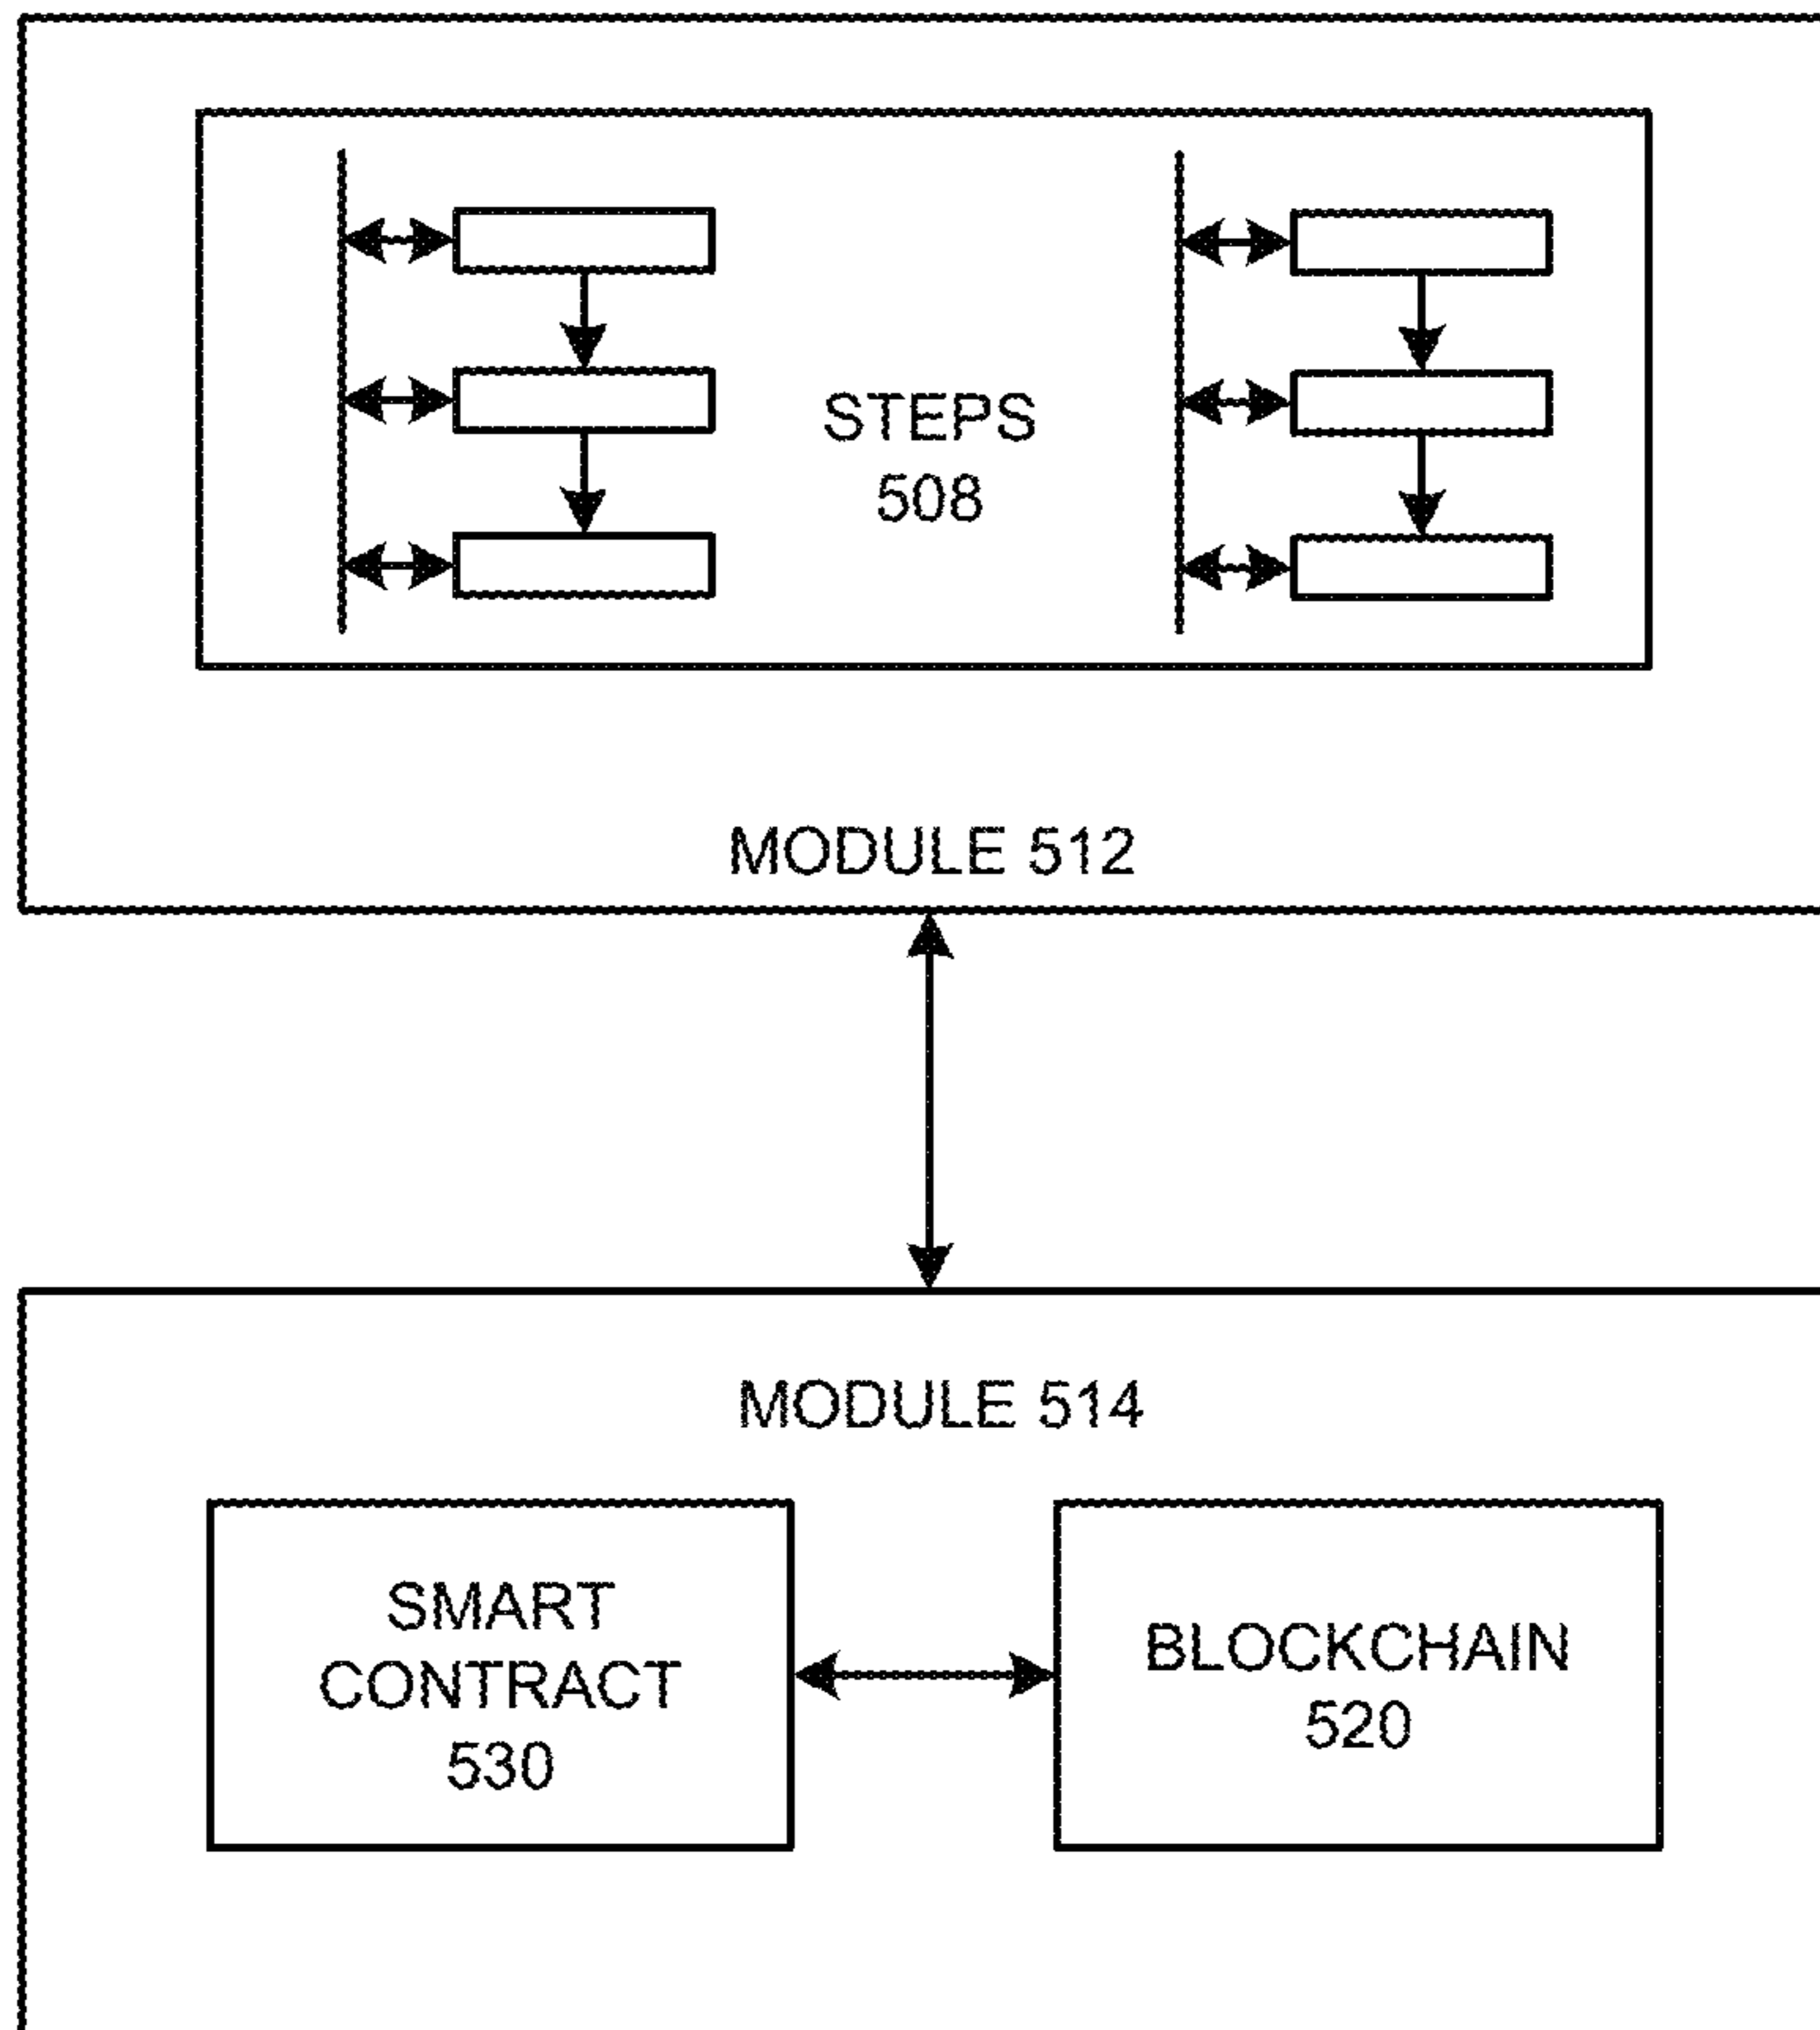 STEPS
508
MODULE 512
MODULE 514
SMART
CONTRACT
530
BLOCKCHAIN
520